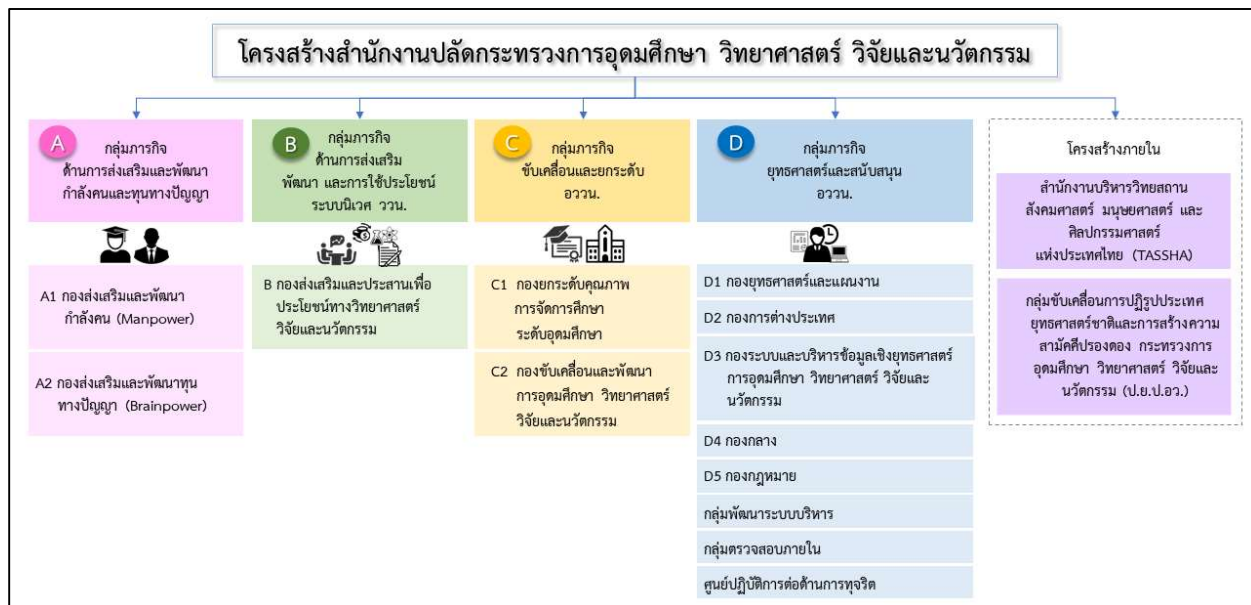 โครงสร้างสำนักงานปลัดกระทรวงการอุดมศึกษา วิทยาศาสตร์ วิจัยและนวัตกรรม
A
กลุ่มภารกิจ
ด้านการส่งเสริมและพัฒนา
กำลังคนและทุนทางปัญญา
A1 กองส่งเสริมและพัฒนา
กำลังคน (Manpower)
A2 กองส่งเสริมและพัฒนาทุน
ทางปัญญา (Brainpower)
B
กลุ่มภารกิจ
ด้านการส่งเสริม
พัฒนา และการใช้ประโยชน์
ระบบนิเวศ ววน.
B กองส่งเสริมและประสานเพื่อ
ประโยชน์ทางวิทยาศาสตร์
วิจัยและนวัตกรรม
C
กลุ่มภารกิจ
ขับเคลื่อนและยกระดับ
อววน.
C1 กองยกระดับคุณภาพ
การจัดการศึกษา
ระดับอุดมศึกษา
C2 กองขับเคลื่อนและพัฒนา
การอุดมศึกษา วิทยาศาสตร์
วิจัยและนวัตกรรม
D
กลุ่มภารกิจ
ยุทธศาสตร์และสนับสนุน
อววน.
D1 กองยุทธศาสตร์และแผนงาน
D2 กองการต่างประเทศ
D3 กองระบบและบริหารข้อมูลเชิงยุทธศาสตร์
การอุดมศึกษา วิทยาศาสตร์ วิจัยและ
นวัตกรรม
D4 กองกลาง
D5 กองกฎหมาย
กลุ่มพัฒนาระบบบริหาร
กลุ่มตรวจสอบภายใน
ศูนย์ปฏิบัติการต่อต้านการทุจริต
โครงสร้างภายใน
สำนักงานบริหารวิทยสถาน
สังคมศาสตร์ มนุษยศาสตร์ และ
ศิลปกรรมศาสตร์
แห่งประเทศไทย (TASSHA)
กลุ่มขับเคลื่อนการปฏิรูปประเทศ
ยุทธศาสตร์ชาติและการสร้างความ
สามัคคีปรองดอง กระทรวงการ
อุดมศึกษา วิทยาศาสตร์ วิจัยและ
นวัตกรรม (ป.ย.ป.อว.)